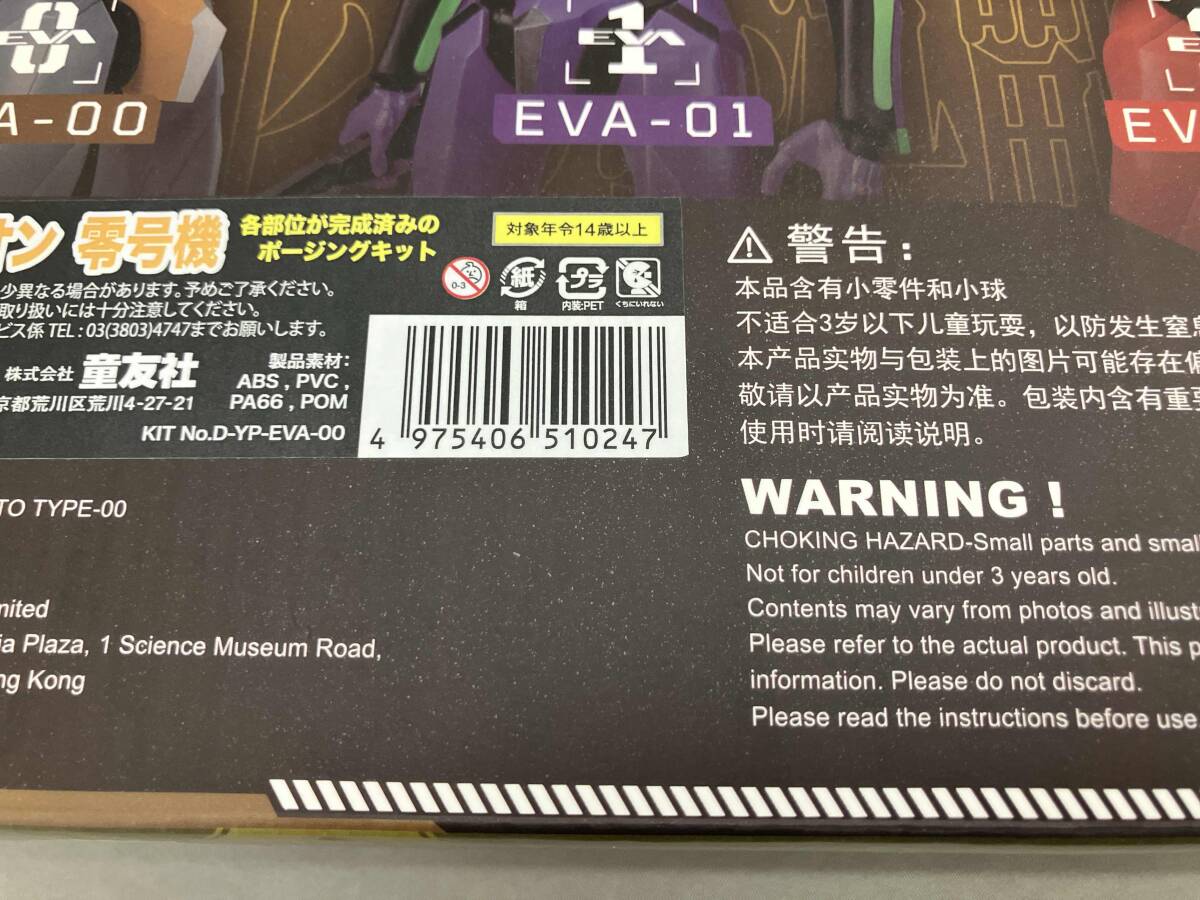 0
EVA
0
A-00
1
EVA
1
EVA-01
EV
オン 零号機
各部位が完成済みの
ポージングキット
対象年令14歳以上
少異なる場合があります。予めご了承ください。
取り扱いには十分注意してください。
ビス係 TEL:03(3803)4747までお願いします。
0-3
紙
箱
プラ
内装:PET
くちにいれない
株式会社 童友社
京都荒川区荒川4-27-21
製品素材:
ABS , PVC ,
PA66 , POM
KIT No.D-YP-EVA-00
4 975406 510247
警告:
本品含有小零件和小球
不适合3岁以下儿童玩耍，以防发生窒息
本产品实物与包装上的图片可能存在偏
敬请以产品实物为准。包装内含有重要
使用时请阅读说明。
WARNING !
CHOKING HAZARD-Small parts and small
Not for children under 3 years old.
Contents may vary from photos and illust
Please refer to the actual product. This p
information. Please do not discard.
Please read the instructions before use
TO TYPE-00
mited
ia Plaza, 1 Science Museum Road,
ng Kong